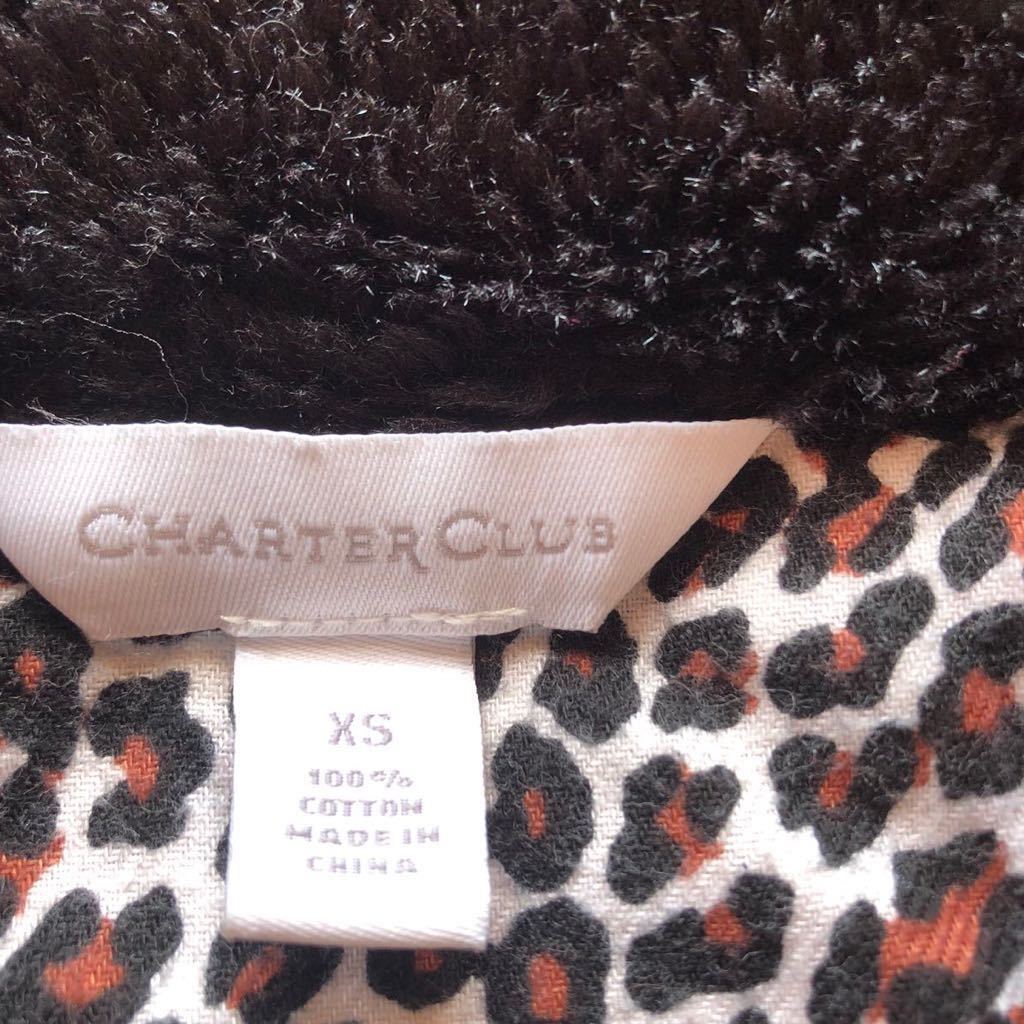 CHARTER CLUB
XS
100%
COTTON
MADE IN
CHINA